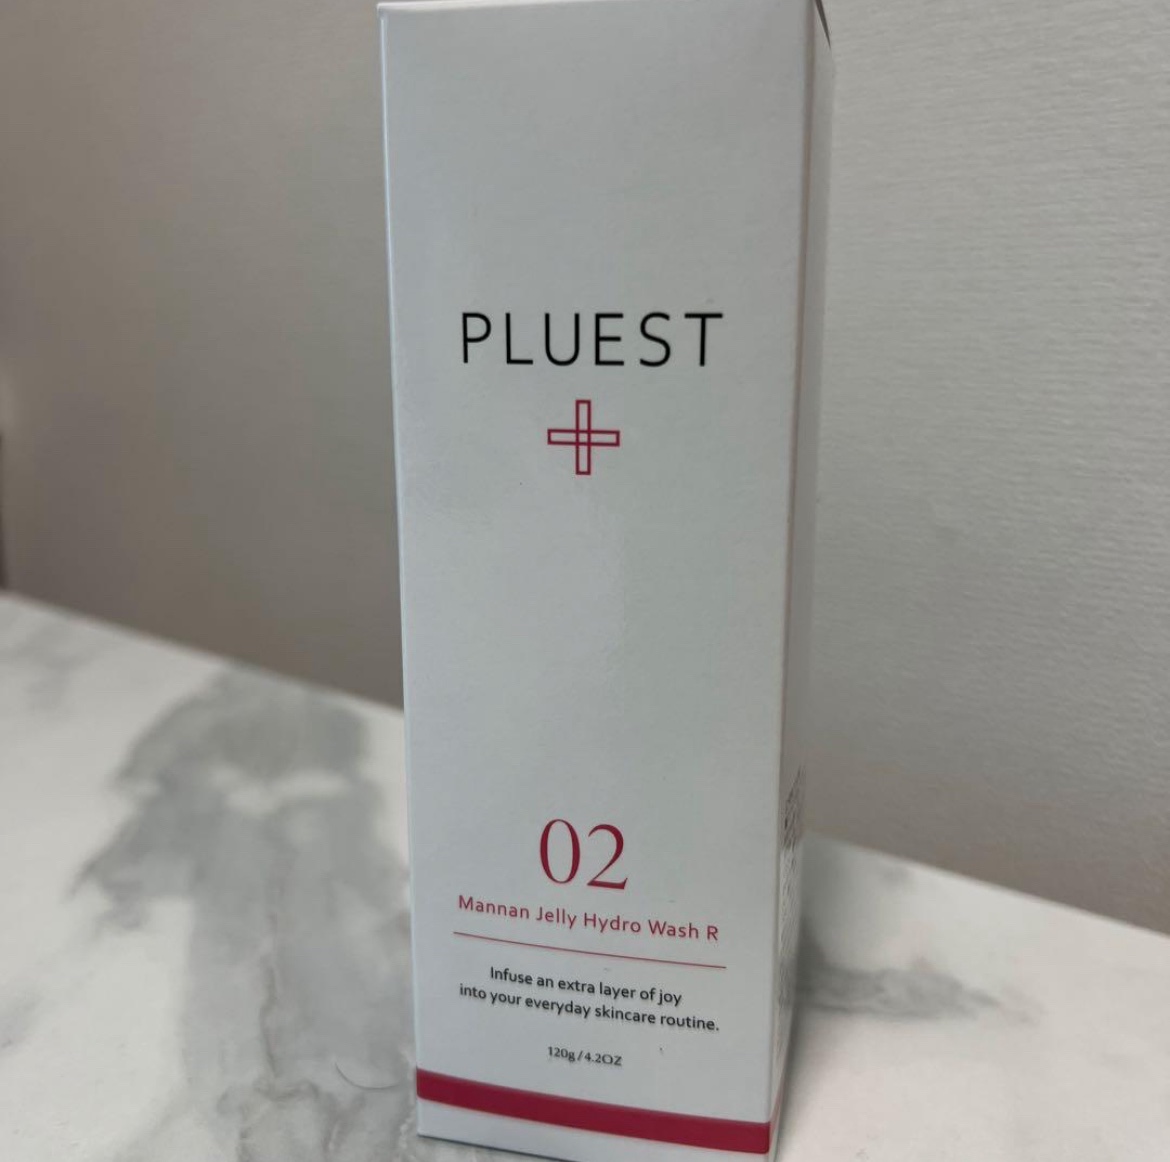 PLUEST
02
Mannan Jelly Hydro Wash R
Infuse an extra layer of joy
into your everyday skincare routine.
120g/4.2OZ